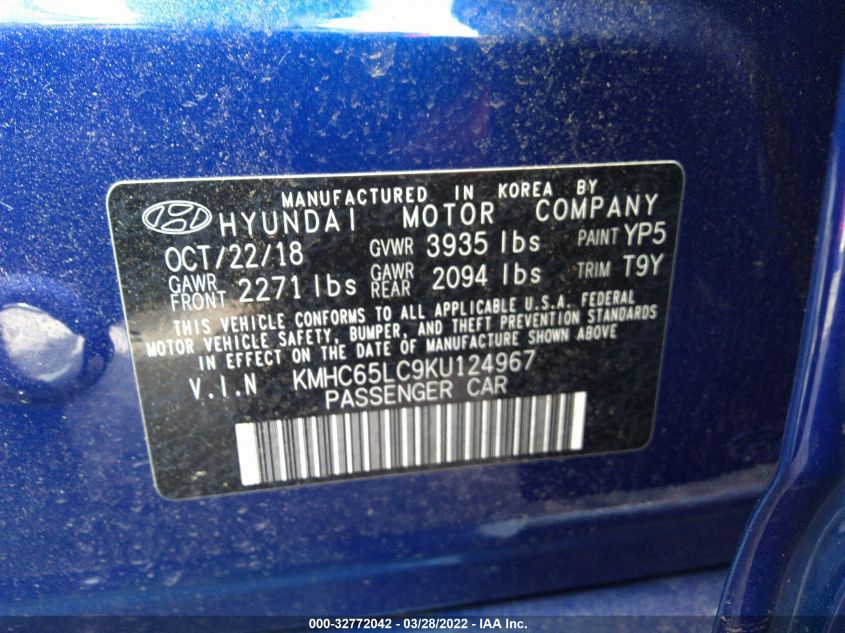 MANUFACTURED IN KOREA BY
HYUNDAI MOTOR COMPANY
OCT/22/18 GVWR 3935 lbs PAINT YP5
GAWR FRONT 2271 lbs GAWR REAR 2094 lbs TRIM T9Y
THIS VEHICLE CONFORMS TO ALL APPLICABLE U.S.A. FEDERAL
MOTOR VEHICLE SAFETY, BUMPER, AND THEFT PREVENTION STANDARDS
IN EFFECT ON THE DATE OF MANUFACTURE SHOWN ABOVE
V.I.N KMHC65LC9KU124967
PASSENGER CAR
000-32772042 - 03/28/2022 - IAA Inc.